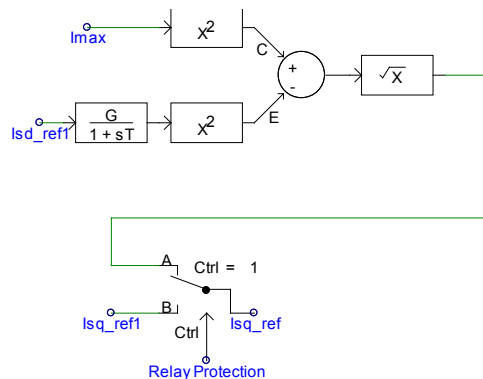 Imax
X2
C
+
-
√X
Isd_ref1
G
1 + sT
X2
E
A
Ctrl = 1
B
Isq_ref1
Ctrl
Isq_ref
Relay Protection